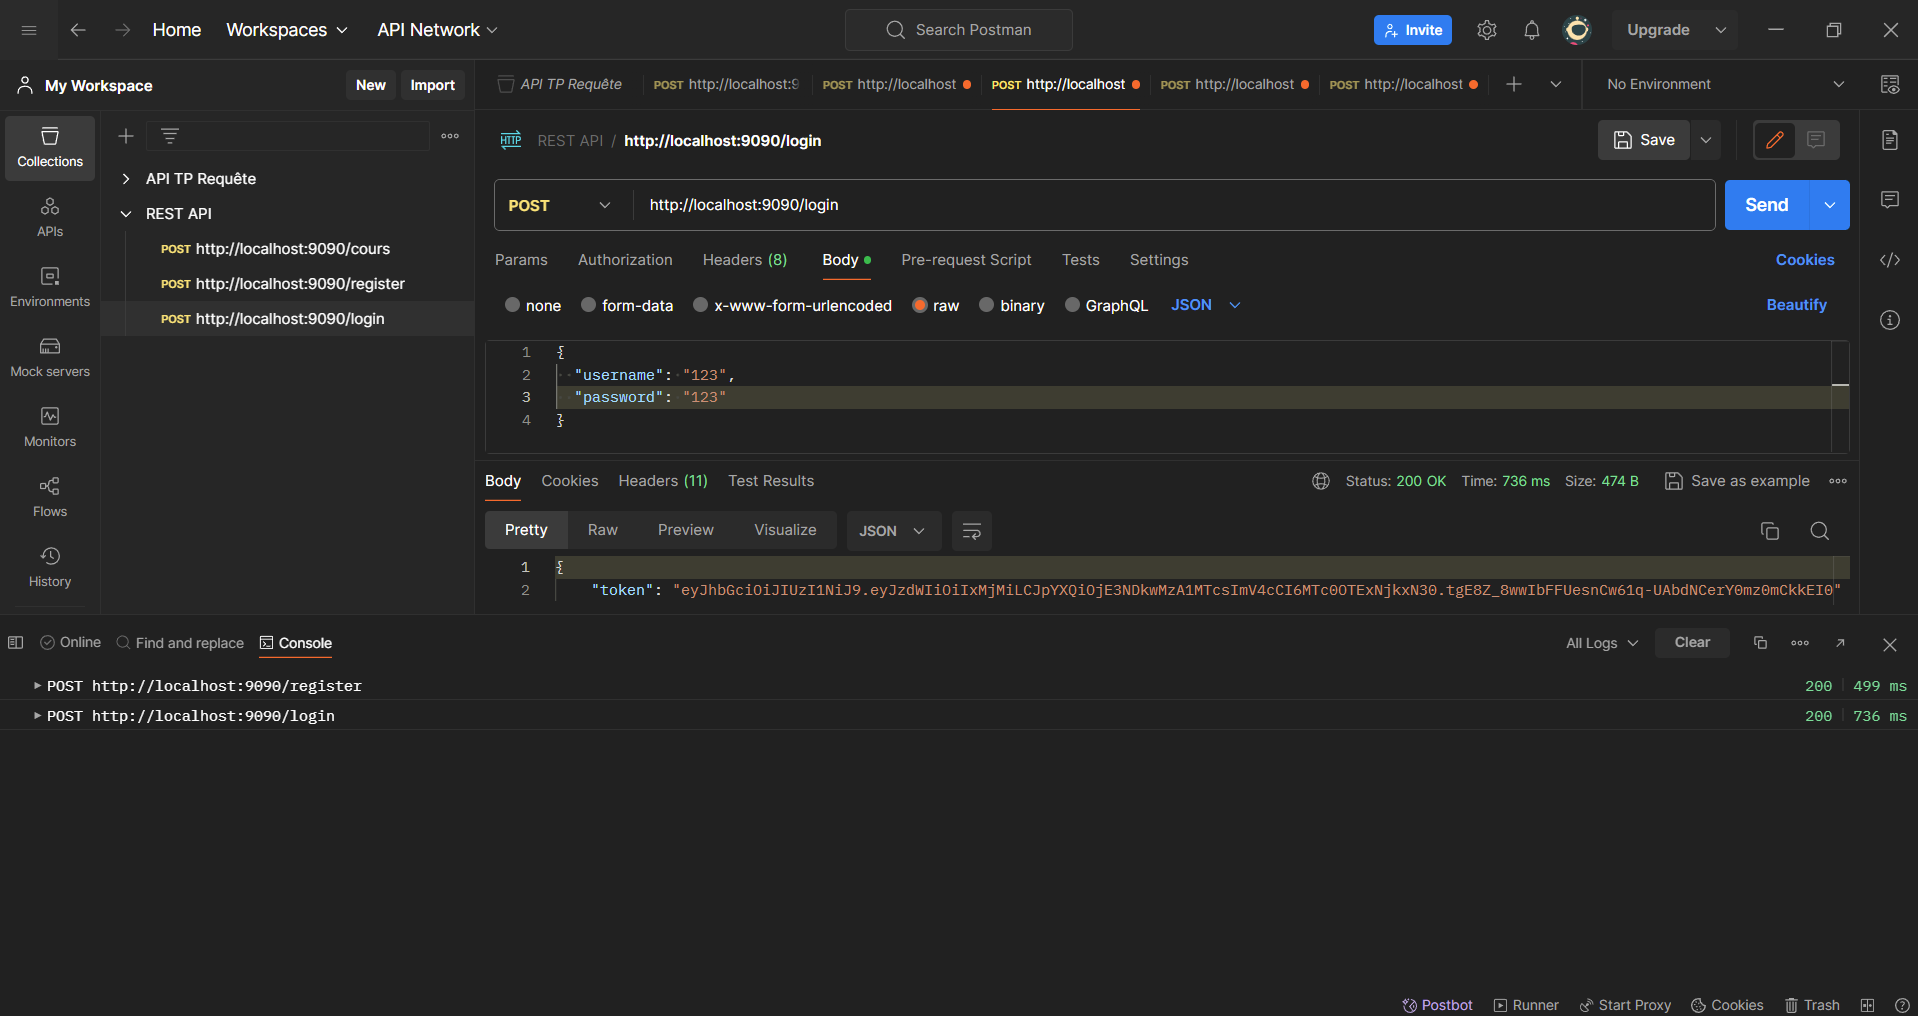 Home Workspaces API Network Search Postman Invite Upgrade
My Workspace New Import API TP Requête POST http://localhost:9 POST http://localhost POST http://localhost POST http://localhost POST http://localhost No Environment
Collections
APIs
Environments
Mock servers
Monitors
Flows
History
API TP Requête
REST API
POST http://localhost:9090/cours
POST http://localhost:9090/register
POST http://localhost:9090/login
HTTP REST API / http://localhost:9090/login Save
POST http://localhost:9090/login Send
Params Authorization Headers (8) Body Pre-request Script Tests Settings Cookies
none form-data x-www-form-urlencoded raw binary GraphQL JSON Beautify
1 {
2 "username": "123",
3 "password": "123"
4 }
Body Cookies Headers (11) Test Results Status: 200 OK Time: 736 ms Size: 474 B Save as example
Pretty Raw Preview Visualize JSON
1 {
2 "token": "eyJhbGciOiJIUzI1NiJ9.eyJzdWIiOiIxMjMiLCJpYXQiOjE3NDkwMzA1MTcsImV4cCI6MTc0OTExNjkxN30.tgE8Z_8wwIbFFUesnCw61q-UAbdNCerY0mz0mCkkEI0"
Online Find and replace Console All Logs Clear
POST http://localhost:9090/register 200 499 ms
POST http://localhost:9090/login 200 736 ms
Postbot Runner Start Proxy Cookies Trash